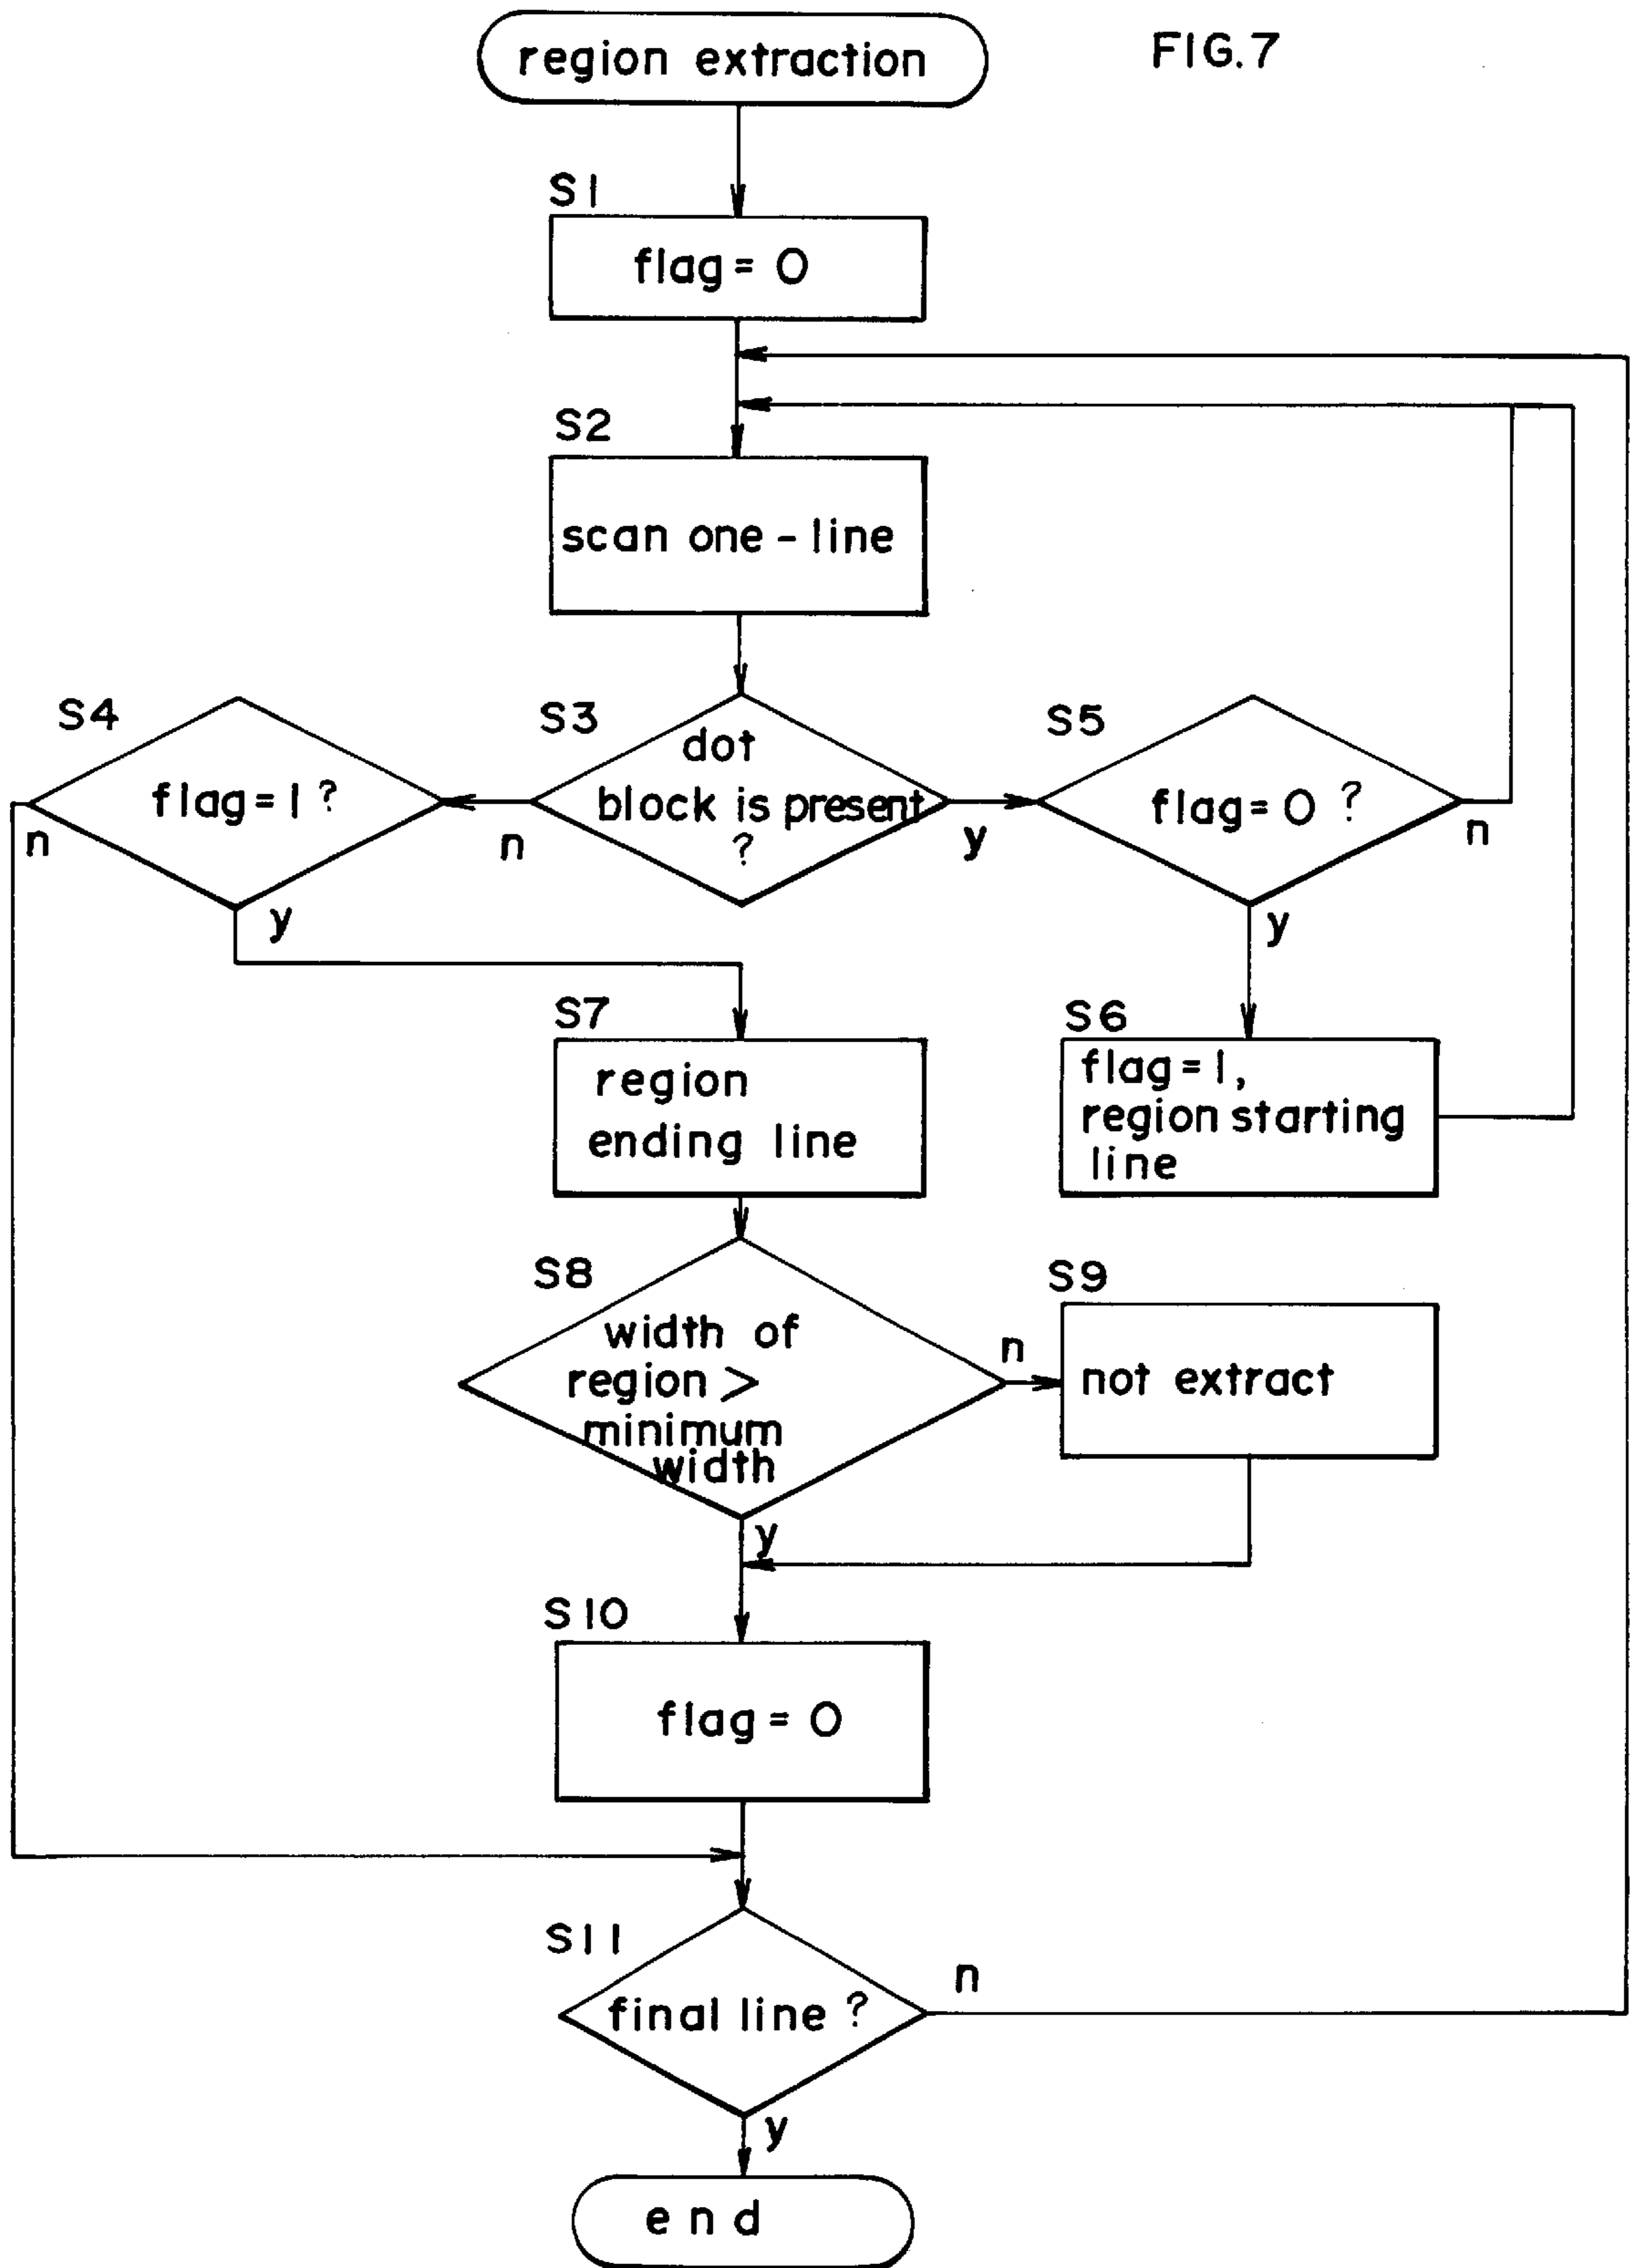 region extraction
FIG.7
S1
flag = 0
S2
scan one-line
S3
dot
block is present
?
n
y
S4
flag=1 ?
n
y
S5
flag=0 ?
n
y
S6
flag=1,
region starting
line
S7
region
ending line
S8
width of
region >
minimum
width
n
y
S9
not extract
S10
flag = 0
S11
final line ?
n
y
end